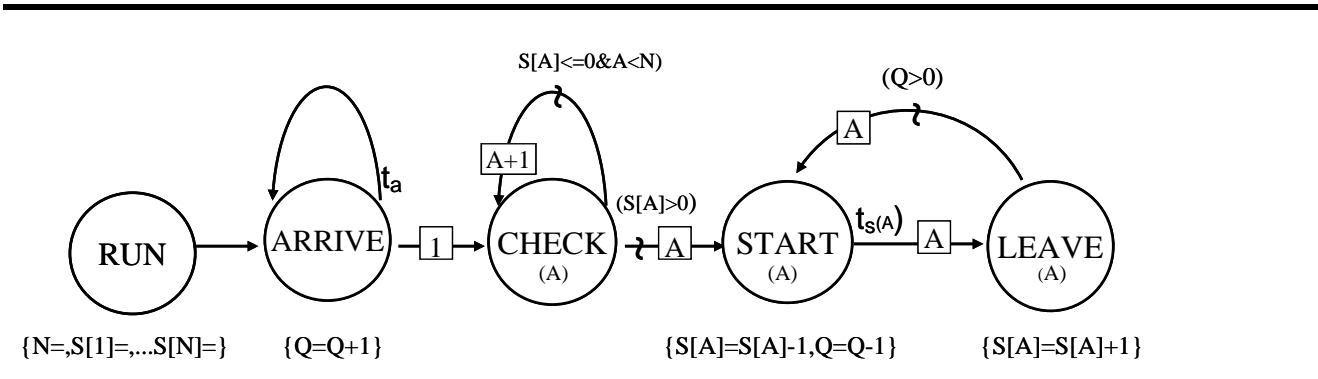 S[A]<=0&A<N)
(Q>0)
A
A+1
ta
(S[A]>0)
ts(A)
RUN
ARRIVE
1
CHECK
(A)
A
START
(A)
A
LEAVE
(A)
{N=,S[1]=,...S[N]=}
{Q=Q+1}
{S[A]=S[A]-1,Q=Q-1}
{S[A]=S[A]+1}